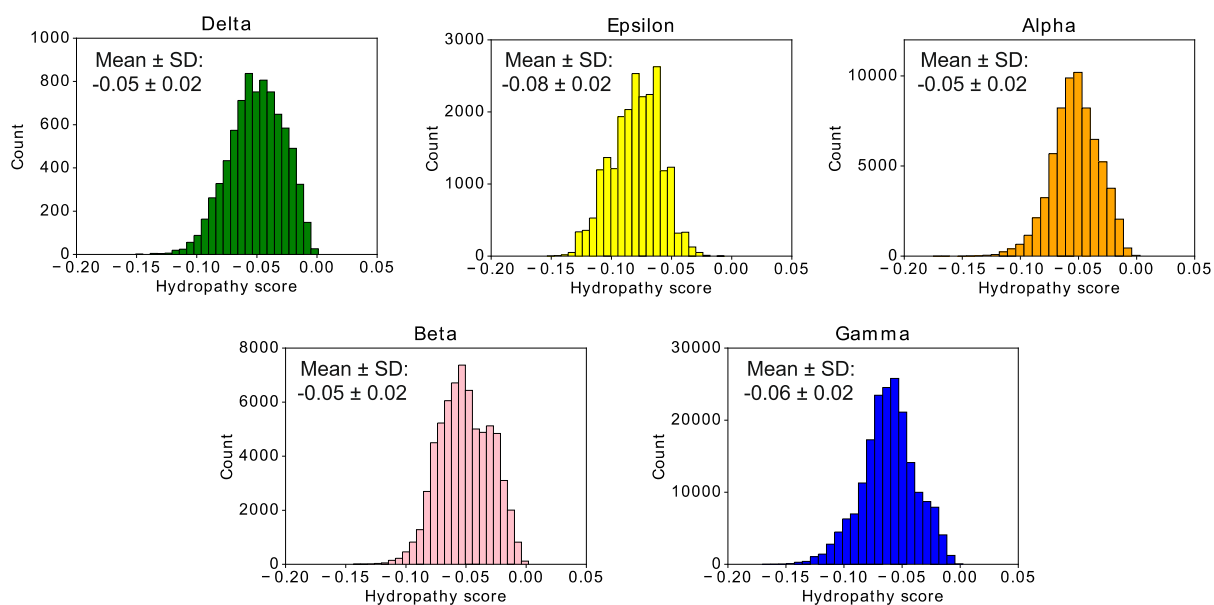 Delta
Mean ± SD:
-0.05 ± 0.02
1000
800
600
400
200
0
Count
−0.20 −0.15 −0.10 −0.05 0.00 0.05
Hydropathy score
Epsilon
Mean ± SD:
-0.08 ± 0.02
3000
2000
1000
0
Count
−0.20 −0.15 −0.10 −0.05 0.00 0.05
Hydropathy score
Alpha
Mean ± SD:
-0.05 ± 0.02
10000
5000
0
Count
−0.20 −0.15 −0.10 −0.05 0.00 0.05
Hydropathy score
Beta
Mean ± SD:
-0.05 ± 0.02
8000
6000
4000
2000
0
Count
−0.20 −0.15 −0.10 −0.05 0.00 0.05
Hydropathy score
Gamma
Mean ± SD:
-0.06 ± 0.02
30000
20000
10000
0
Count
−0.20 −0.15 −0.10 −0.05 0.00 0.05
Hydropathy score